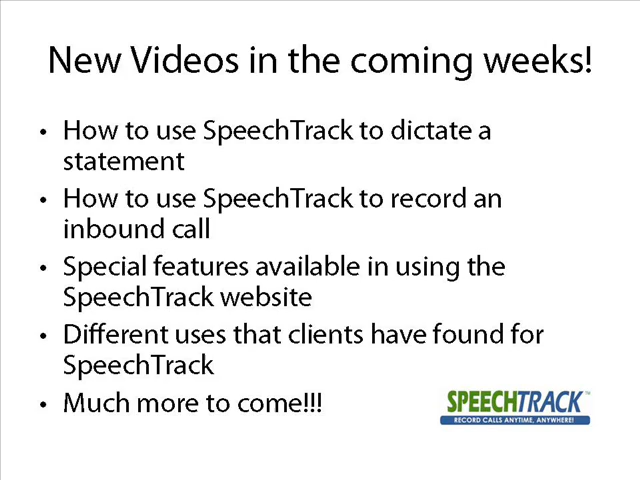 New Videos in the coming weeks!
• How to use SpeechTrack to dictate a
statement
• How to use SpeechTrack to record an
inbound call
• Special features available in using the
SpeechTrack website
• Different uses that clients have found for
SpeechTrack
• Much more to come!!!
SPEECHTRACK™
RECORD CALLS ANYTIME, ANYWHERE!